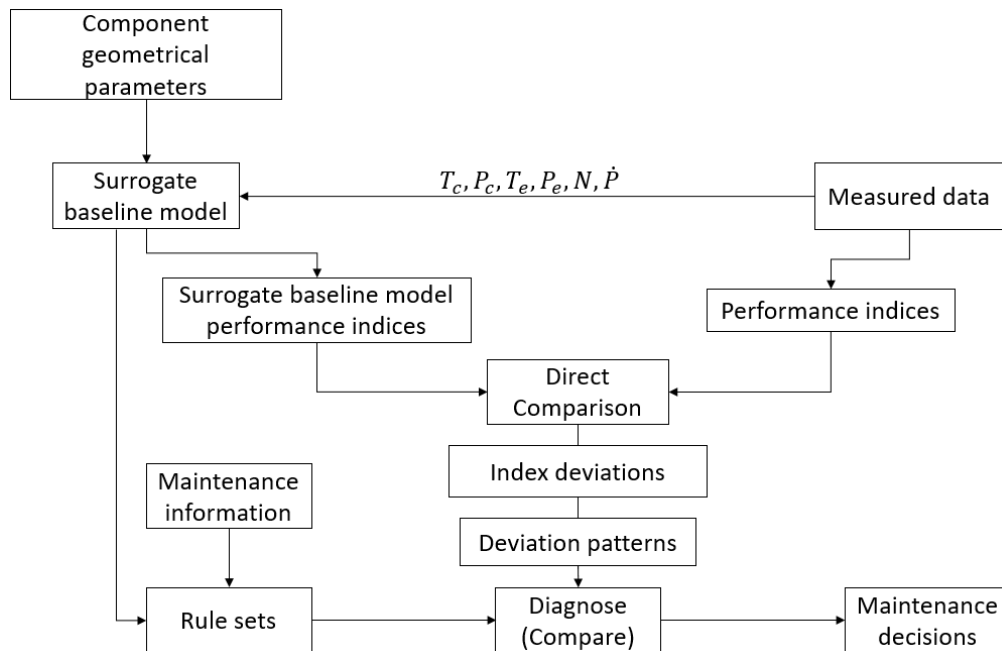 Component
geometrical
parameters
Surrogate
baseline model
T_c, P_c, T_e, P_e, N, Ṗ
Measured data
Surrogate baseline model
performance indices
Performance indices
Direct
Comparison
Index deviations
Maintenance
information
Deviation patterns
Rule sets
Diagnose
(Compare)
Maintenance
decisions